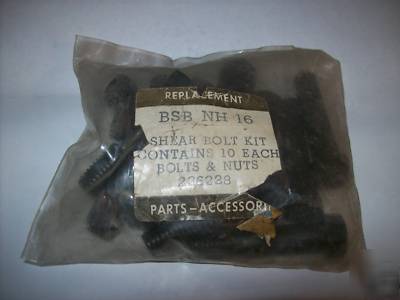 REPLACEMENT
BSB NH 16
SHEAR BOLT KIT
CONTAINS 10 EACH
BOLTS & NUTS
PARTS-ACCESSORI